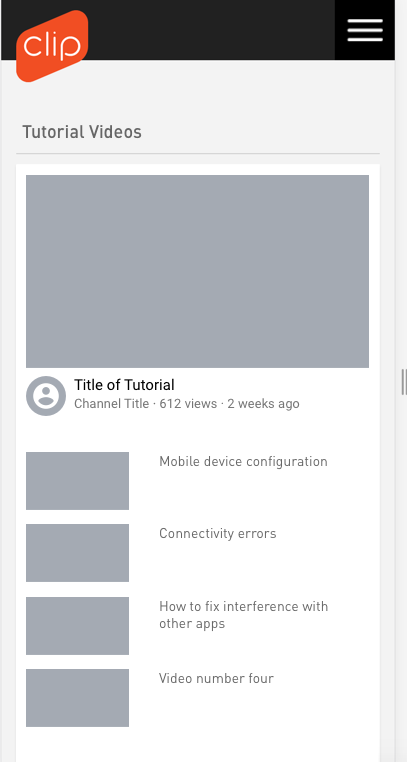 clip
Tutorial Videos
Title of Tutorial
Channel Title · 612 views · 2 weeks ago
Mobile device configuration
Connectivity errors
How to fix interference with
other apps
Video number four